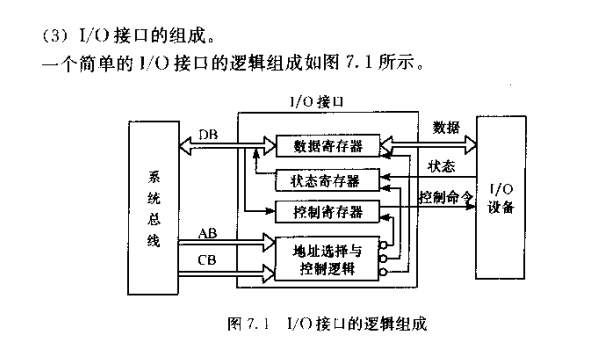 (3) I/O 接口的组成。
一个简单的 I/O 接口的逻辑组成如图 7.1 所示。
I/O 接口
DB
数据寄存器
数据
状态寄存器
状态
系统总线
控制寄存器
控制命令
I/O
设备
AB
地址选择与
控制逻辑
CB
图 7.1 I/O 接口的逻辑组成